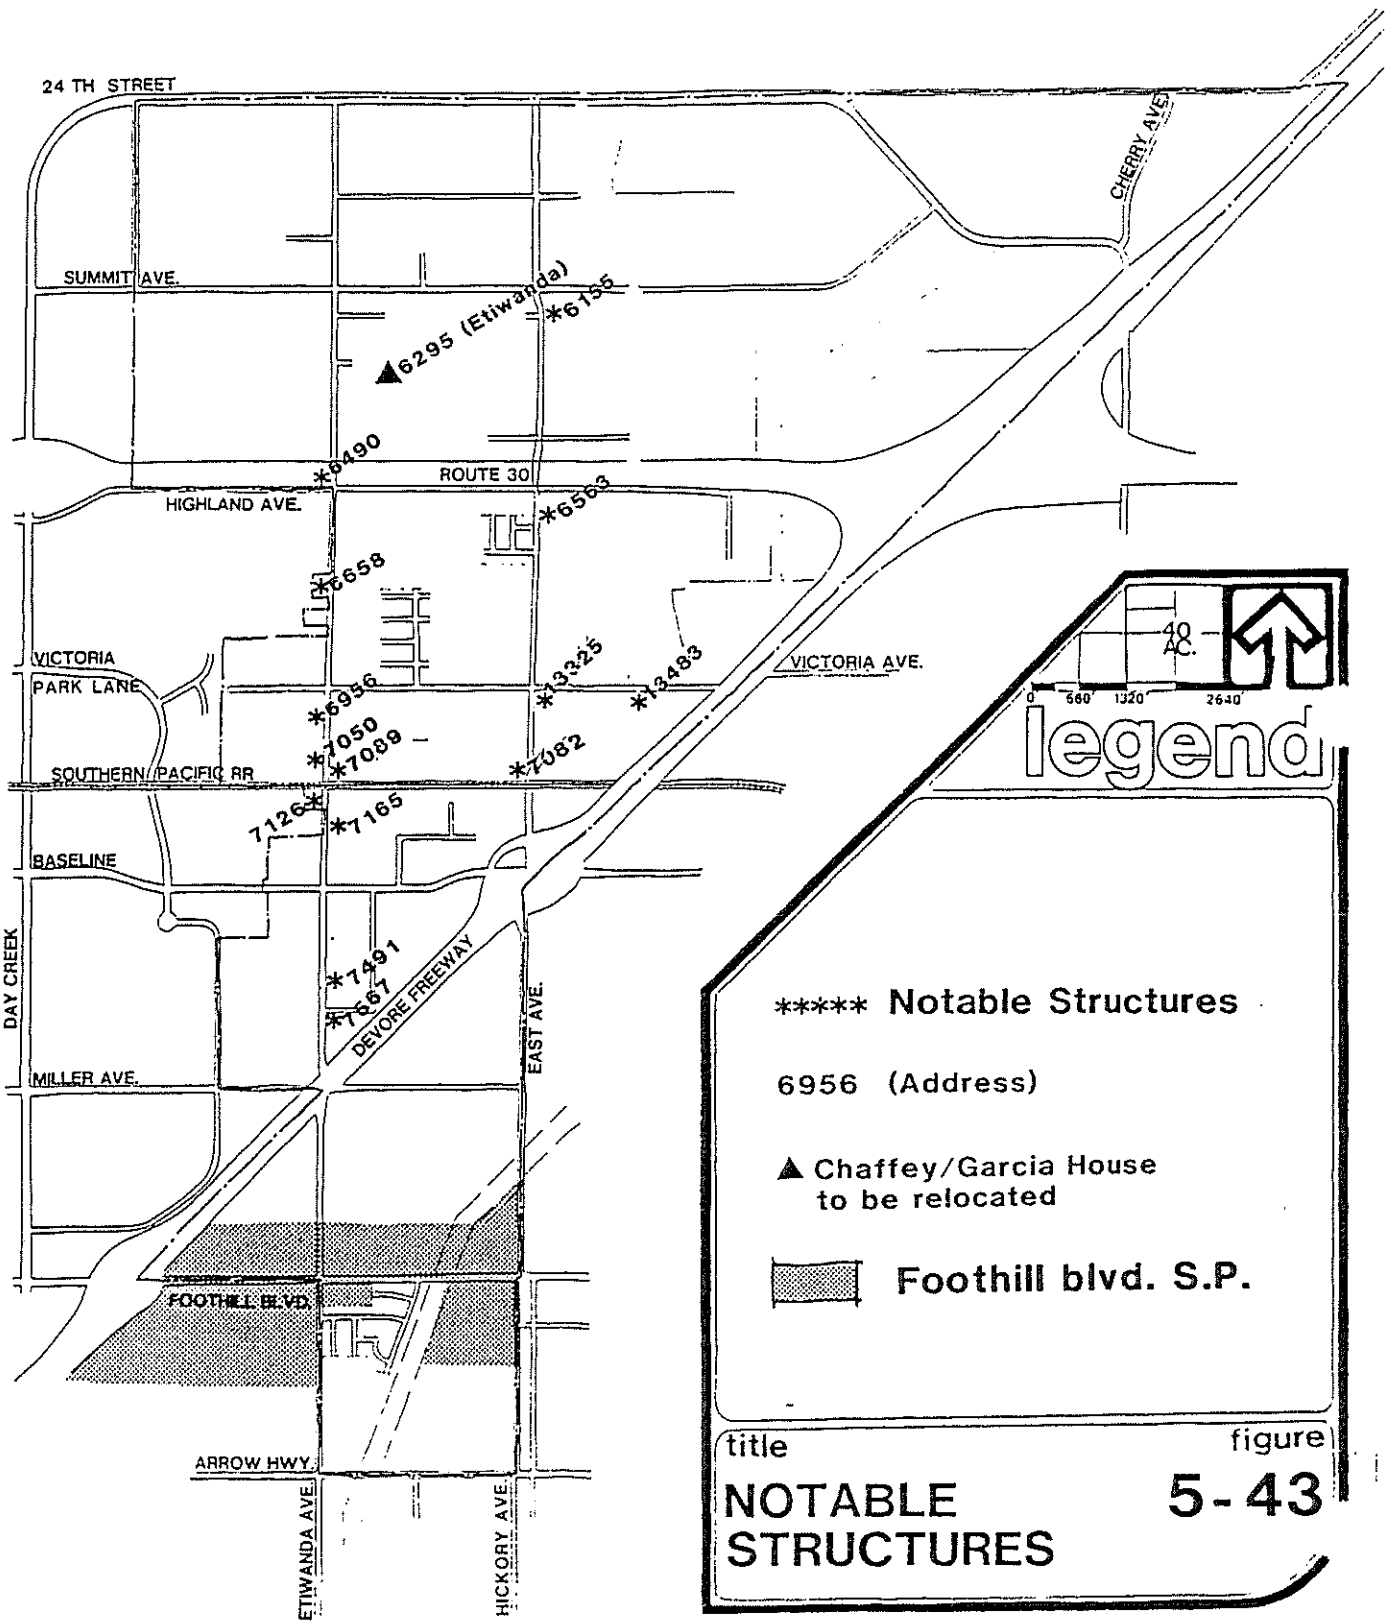 24 TH STREET
CHERRY AVE.
SUMMIT AVE.
*6155
6295 (Etiwanda)
*6490
ROUTE 30
HIGHLAND AVE.
*6563
*6658
VICTORIA
PARK LANE
VICTORIA AVE.
*13325
*13483
*6956
*7050
*7089
*7082
SOUTHERN PACIFIC RR
7126*
*7165
BASELINE
DAY CREEK
*7491
*7567
DEVORE FREEWAY
EAST AVE.
MILLER AVE.
FOOTHILL BLVD.
ARROW HWY.
ETIWANDA AVE.
HICKORY AVE.
40
AC.
0 660' 1320' 2640'
legend
***** Notable Structures
6956 (Address)
▲ Chaffey/Garcia House
to be relocated
Foothill blvd. S.P.
title
figure
NOTABLE
STRUCTURES
5-43